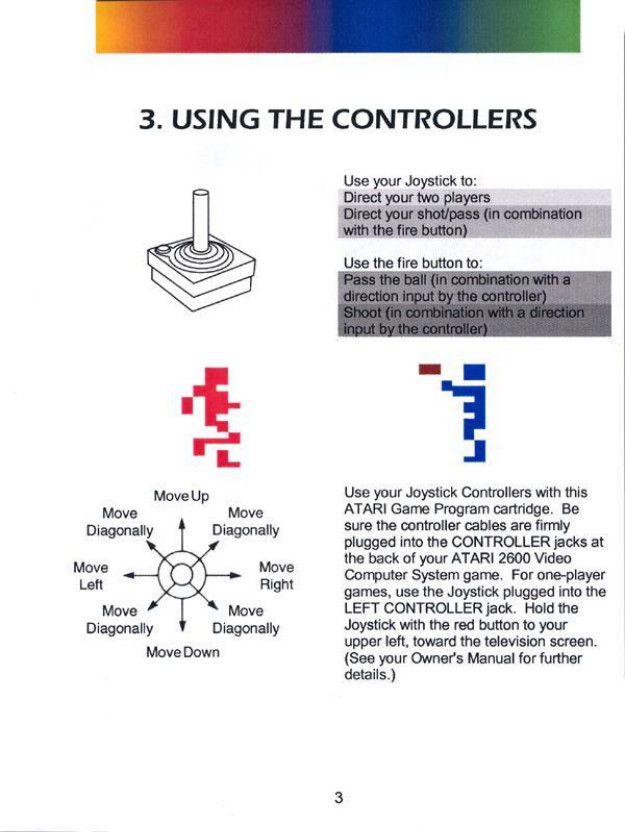 3. USING THE CONTROLLERS
Use your Joystick to:
Direct your two players
Direct your shot/pass (in combination
with the fire button)
Use the fire button to:
Pass the ball (in combination with a
direction input by the controller)
Shoot (in combination with a direction
input by the controller)
Move Up
Move
Diagonally
Move
Diagonally
Move
Left
Move
Right
Move
Diagonally
Move
Diagonally
Move Down
Use your Joystick Controllers with this
ATARI Game Program cartridge. Be
sure the controller cables are firmly
plugged into the CONTROLLER jacks at
the back of your ATARI 2600 Video
Computer System game. For one-player
games, use the Joystick plugged into the
LEFT CONTROLLER jack. Hold the
Joystick with the red button to your
upper left, toward the television screen.
(See your Owner's Manual for further
details.)
3